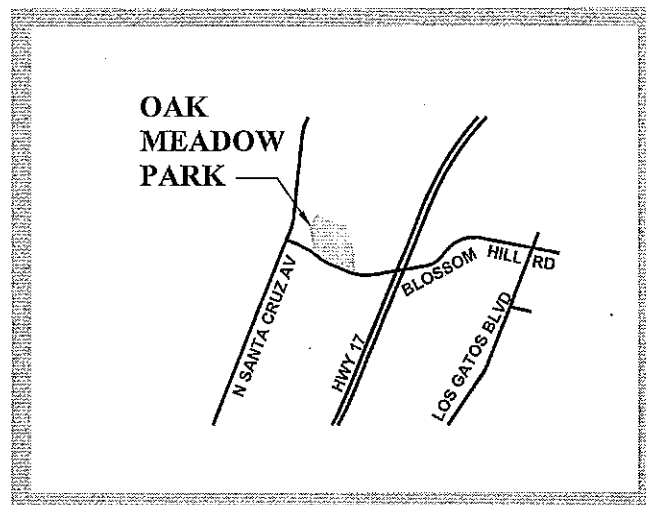 OAK
MEADOW
PARK
N SANTA CRUZ AV
HWY 17
BLOSSOM HILL RD
LOS GATOS BLVD